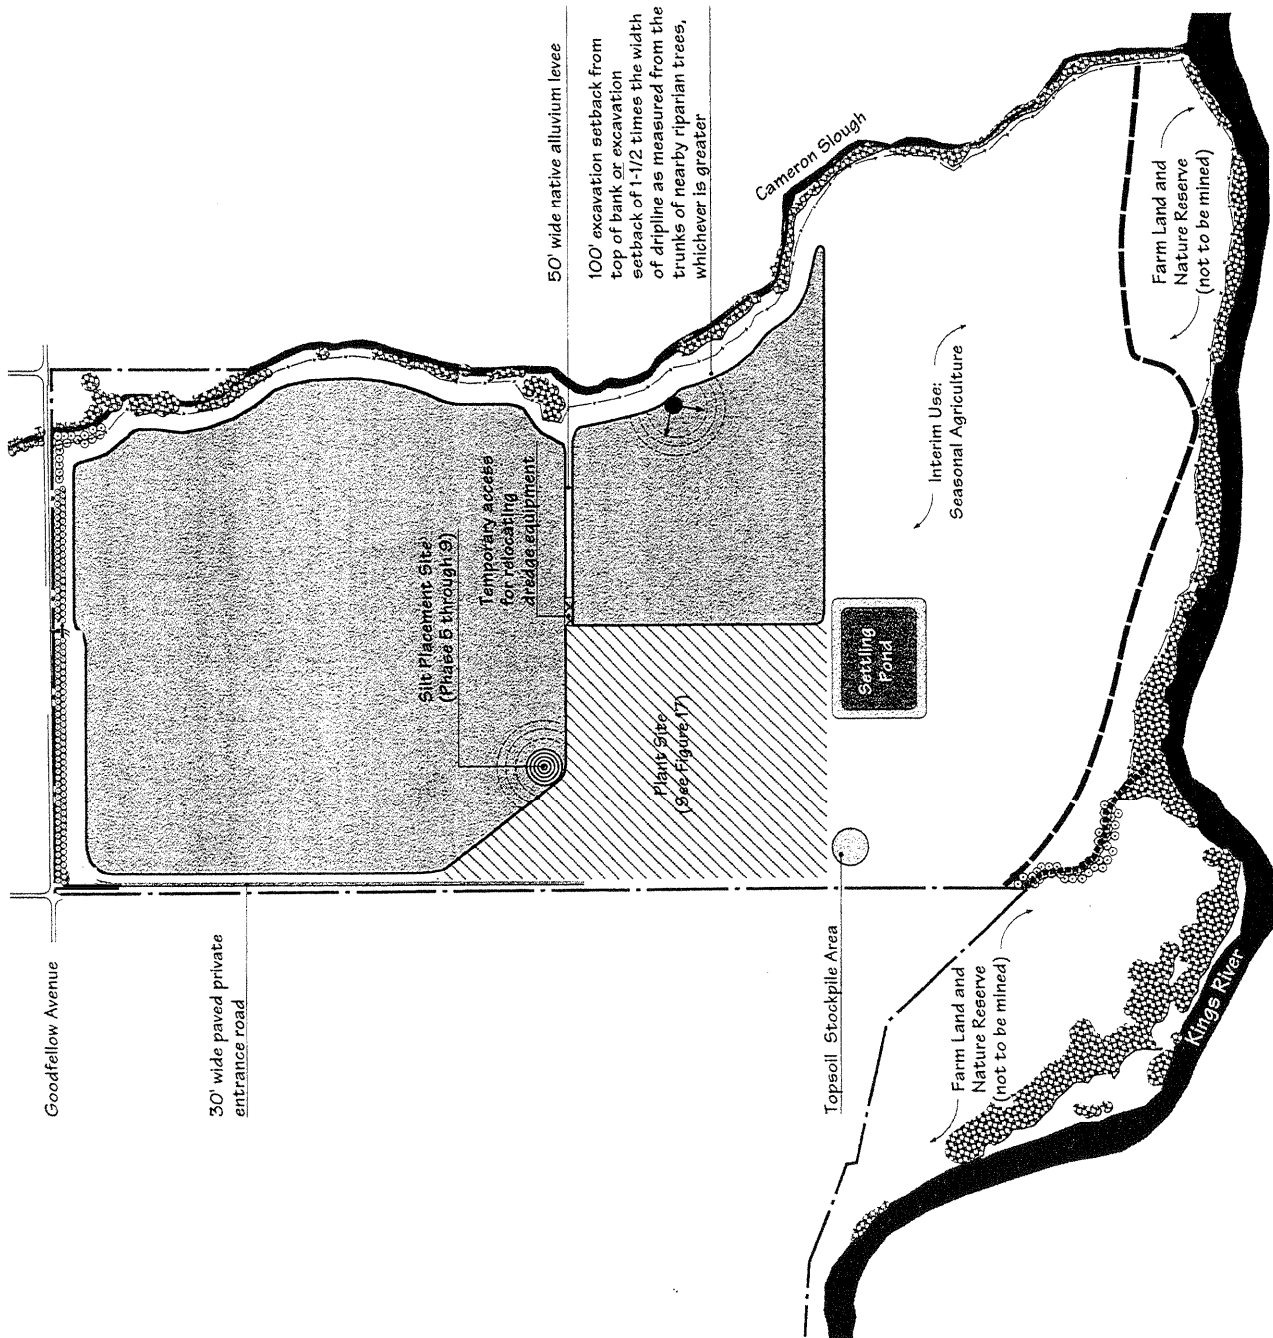 Goodfellow Avenue
30' wide paved private
entrance road
Silt Placement Site
(Phase 5 through 9)
Temporary access
for relocating
dredge equipment
50' wide native alluvium levee
100' excavation setback from
top of bank or excavation
setback of 1-1/2 times the width
of dripline as measured from the
trunks of nearby riparian trees,
whichever is greater
Cameron Slough
Plant Site
(See Figure 17)
Settling
Pond
Topsoil Stockpile Area
Interim Use:
Seasonal Agriculture
Farm Land and
Nature Reserve
(not to be mined)
Farm Land and
Nature Reserve
(not to be mined)
Kings River